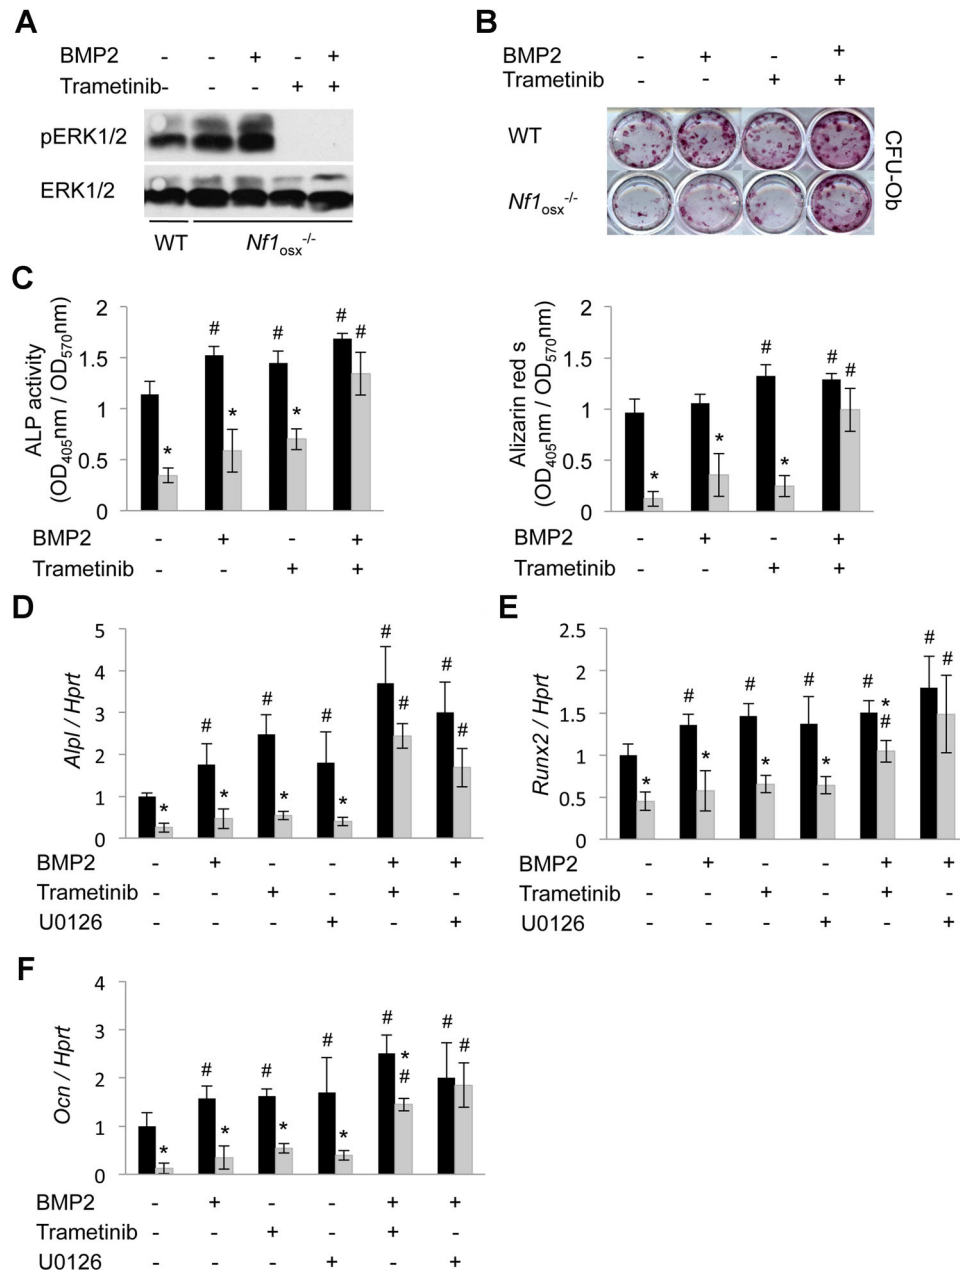 A
BMP2 - - + - +
Trametinib- - - + +
pERK1/2
ERK1/2
WT Nf1osx-/-
B
BMP2 - + - +
Trametinib - - + +
WT
Nf1osx-/-
CFU-Ob
C
ALP activity
(OD405nm / OD570nm)
2
1.5
1
0.5
0
* # * # * # #
BMP2 - + - +
Trametinib - - + +
Alizarin red s
(OD405nm / OD570nm)
2
1.5
1
0.5
0
* * # * # #
BMP2 - + - +
Trametinib - - + +
D
Alpl / Hprt
5
4
3
2
1
0
* # * # * # * # # # #
BMP2 - + - - + +
Trametinib - - + - + -
U0126 - - - + - +
E
Runx2 / Hprt
2.5
2
1.5
1
0.5
0
* # * # * # * # * # # #
BMP2 - + - - + +
Trametinib - - + - + -
U0126 - - - + - +
F
Ocn / Hprt
4
3
2
1
0
* # * # * # * # * # # #
BMP2 - + - - + +
Trametinib - - + - + -
U0126 - - - + - +